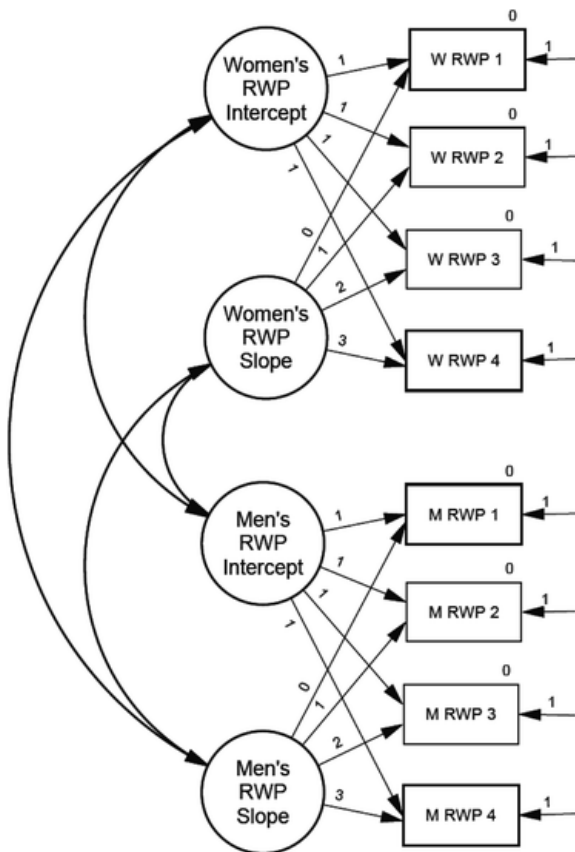 0
Women's
RWP
Intercept
1
W RWP 1
1
0
1
W RWP 2
1
1
0
1
W RWP 3
1
0
Women's
RWP
Slope
1
2
3
W RWP 4
1
0
Men's
RWP
Intercept
1
M RWP 1
1
0
1
M RWP 2
1
1
1
0
0
1
M RWP 3
1
Men's
RWP
Slope
2
3
M RWP 4
1